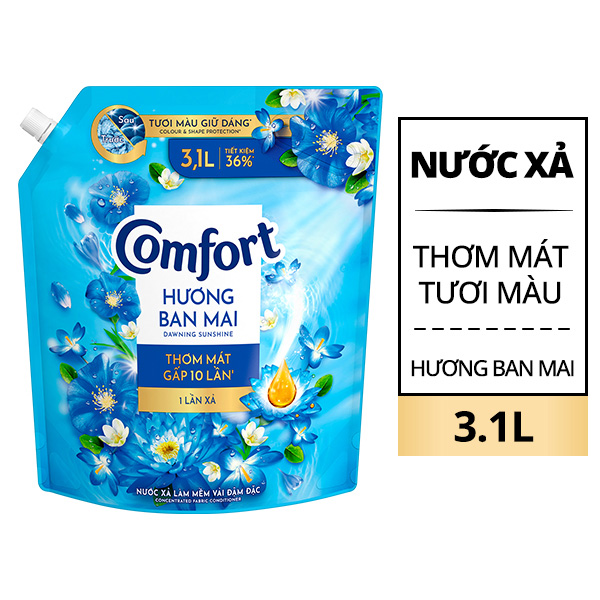 Sau
Trước
TƯƠI MÀU GIỮ DÁNG*
COLOUR & SHAPE PROTECTION*
3,1L
TIẾT KIỆM
36%*
Comfort
HƯƠNG
BAN MAI
DAWNING SUNSHINE
THƠM MÁT
GẤP 10 LẦN*
1 LẦN XẢ
NƯỚC XẢ LÀM MỀM VẢI ĐẬM ĐẶC
CONCENTRATED FABRIC CONDITIONER
NƯỚC XẢ
THƠM MÁT
TƯƠI MÀU
HƯƠNG BAN MAI
3.1L